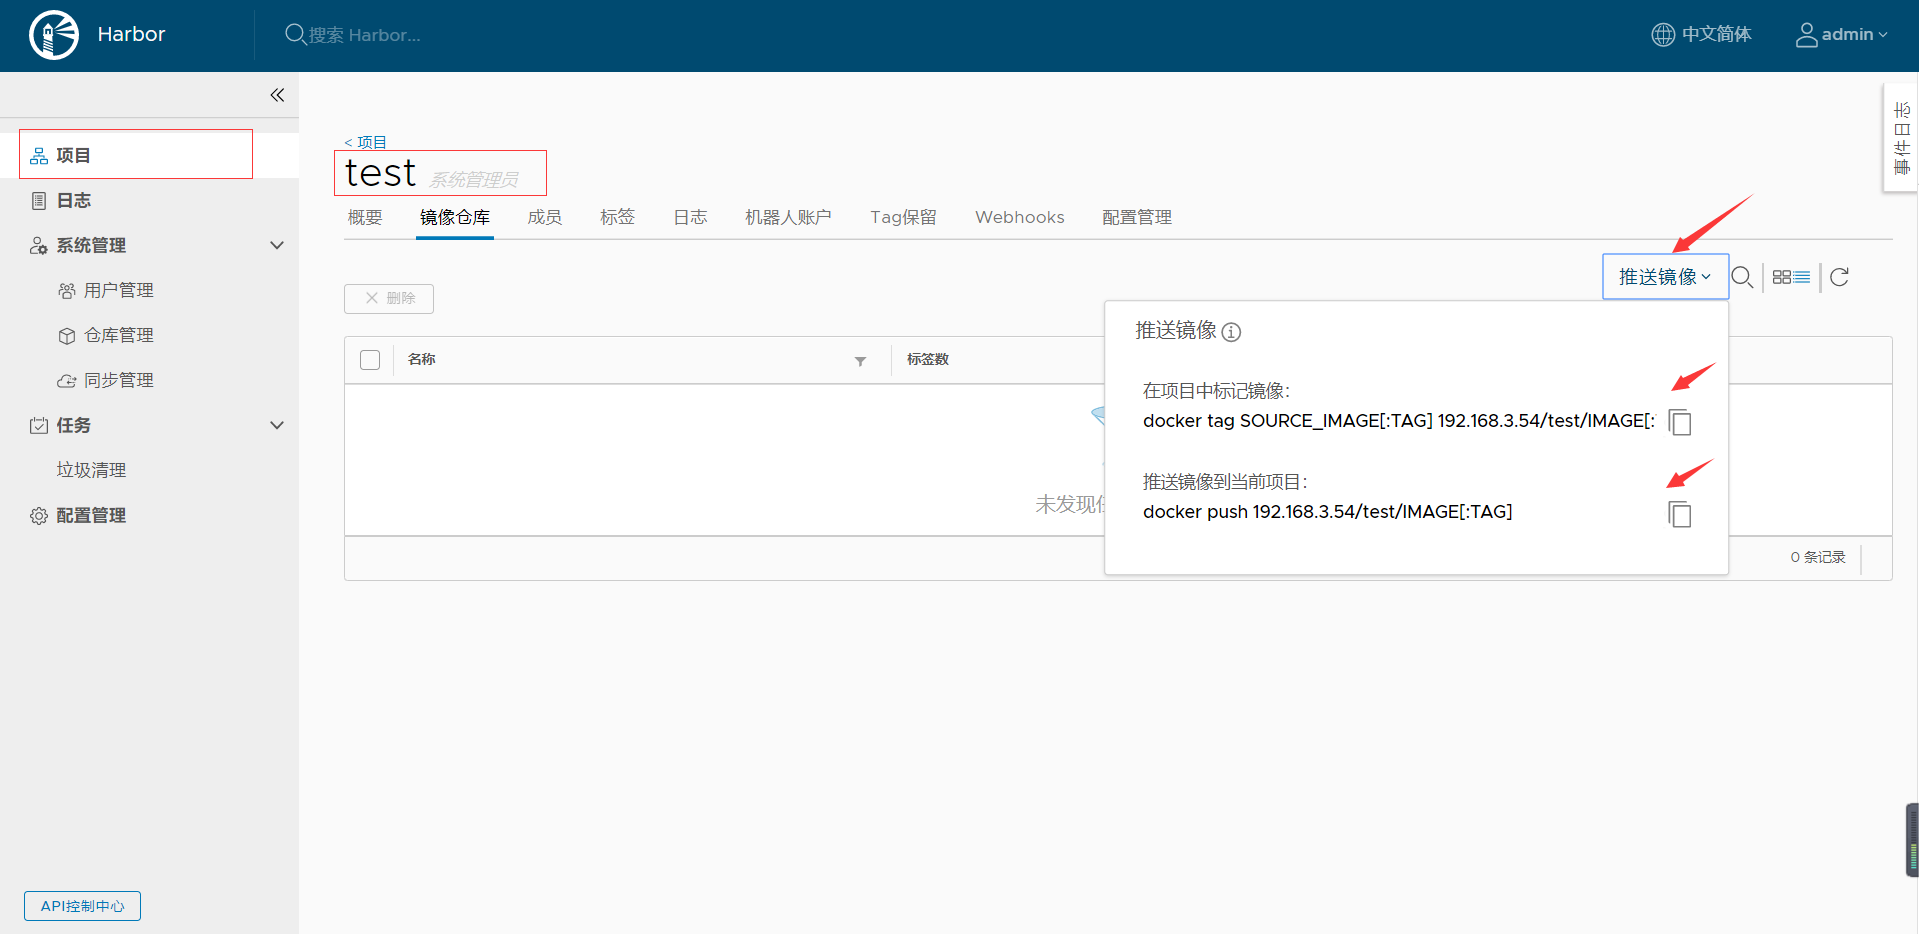 Harbor
搜索 Harbor...
中文简体
admin
事件日志
项目
日志
系统管理
用户管理
仓库管理
同步管理
任务
垃圾清理
配置管理
API控制中心
< 项目
test 系统管理员
概要 镜像仓库 成员 标签 日志 机器人账户 Tag保留 Webhooks 配置管理
推送镜像
删除
名称 标签数
未发现
0 条记录
推送镜像
在项目中标记镜像:
docker tag SOURCE_IMAGE[:TAG] 192.168.3.54/test/IMAGE[:
推送镜像到当前项目:
docker push 192.168.3.54/test/IMAGE[:TAG]